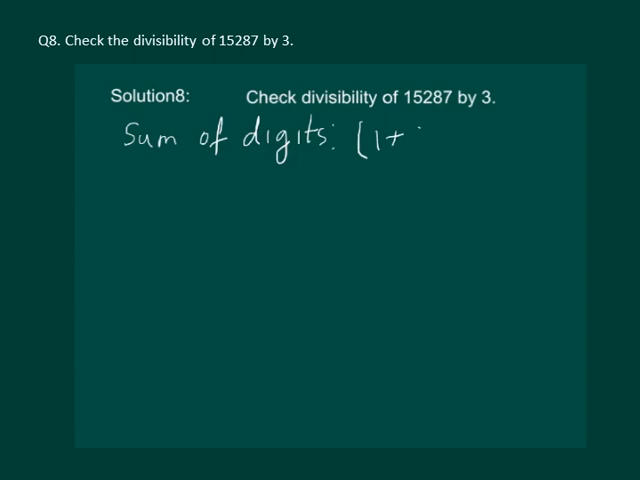 Q8. Check the divisibility of 15287 by 3.
Solution8: Check divisibility of 15287 by 3.
Sum of digits: (1+